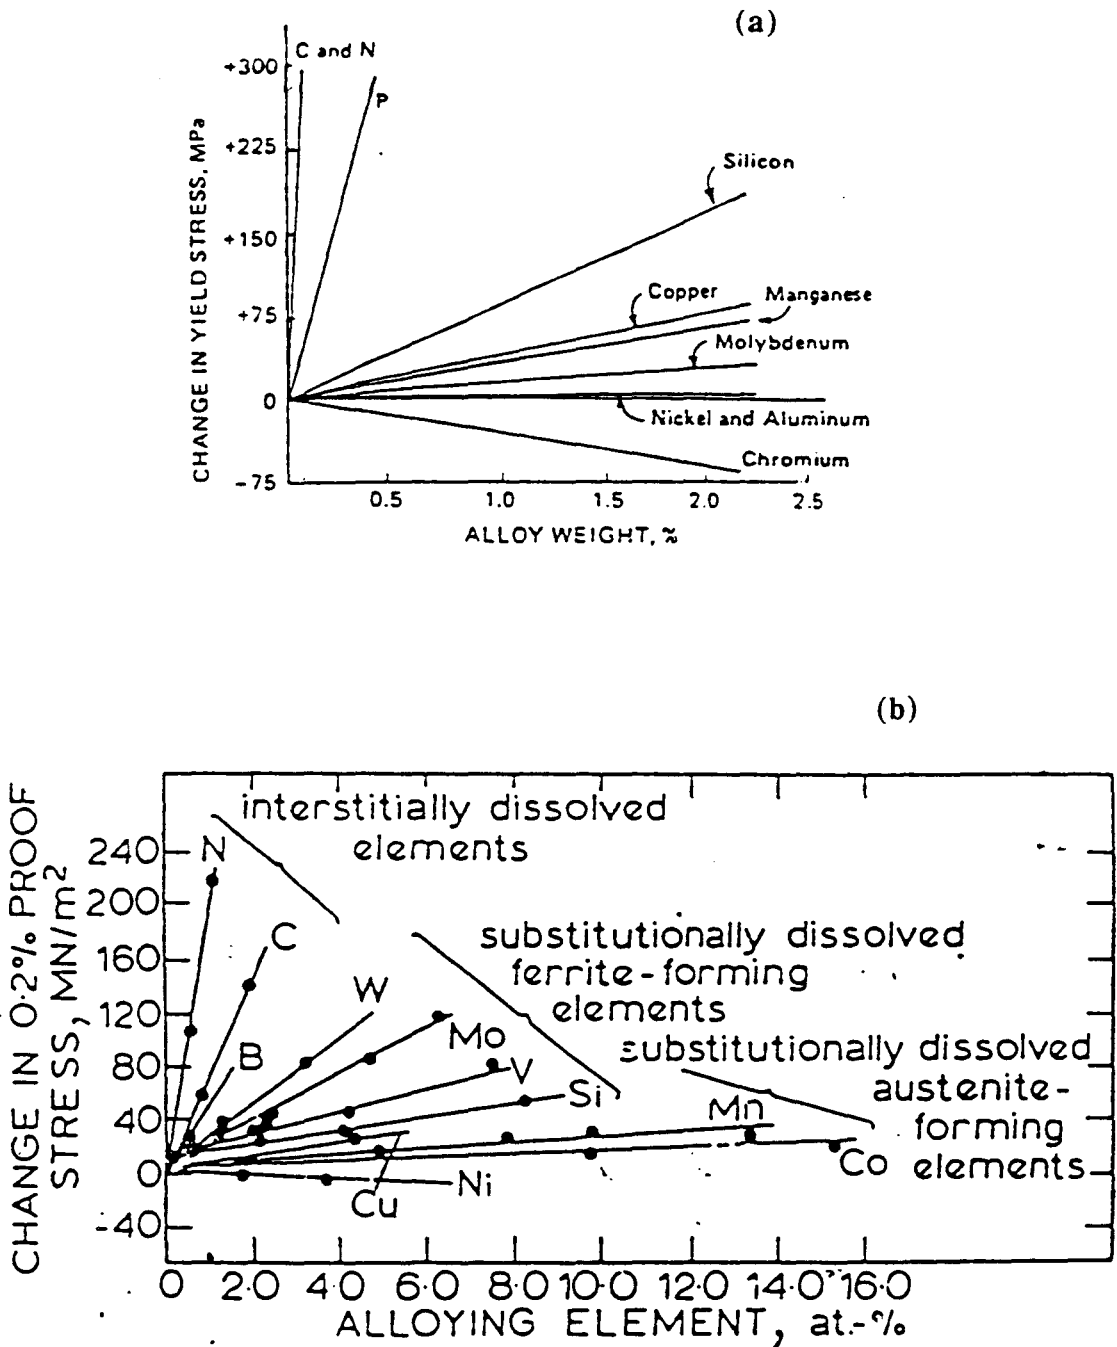 (a)
C and N
P
+300
+225
+150
+75
0
-75
CHANGE IN YIELD STRESS, MPa
Silicon
Copper
Manganese
Molybdenum
Nickel and Aluminum
Chromium
0.5
1.0
1.5
2.0
2.5
ALLOY WEIGHT, %
(b)
CHANGE IN 0·2% PROOF
STRESS, MN/m²
240
200
160
120
80
40
0
-40
interstitially dissolved
elements
substitutionally dissolved
ferrite-forming
elements
substitutionally dissolved
austenite-
forming
elements
N
C
B
W
Mo
V
Si
Mn
Co
Cu
Ni
0
2·0
4·0
6·0
8·0
10·0
12·0
14·0
16·0
ALLOYING ELEMENT, at.-%